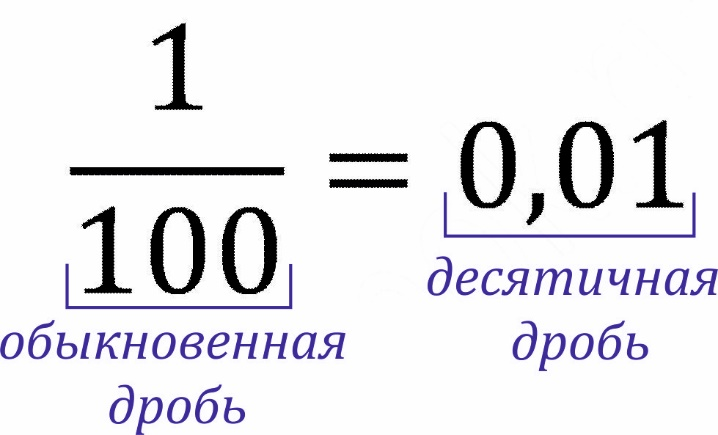 1
100
= 0,01
обыкновенная
дробь
десятичная
дробь